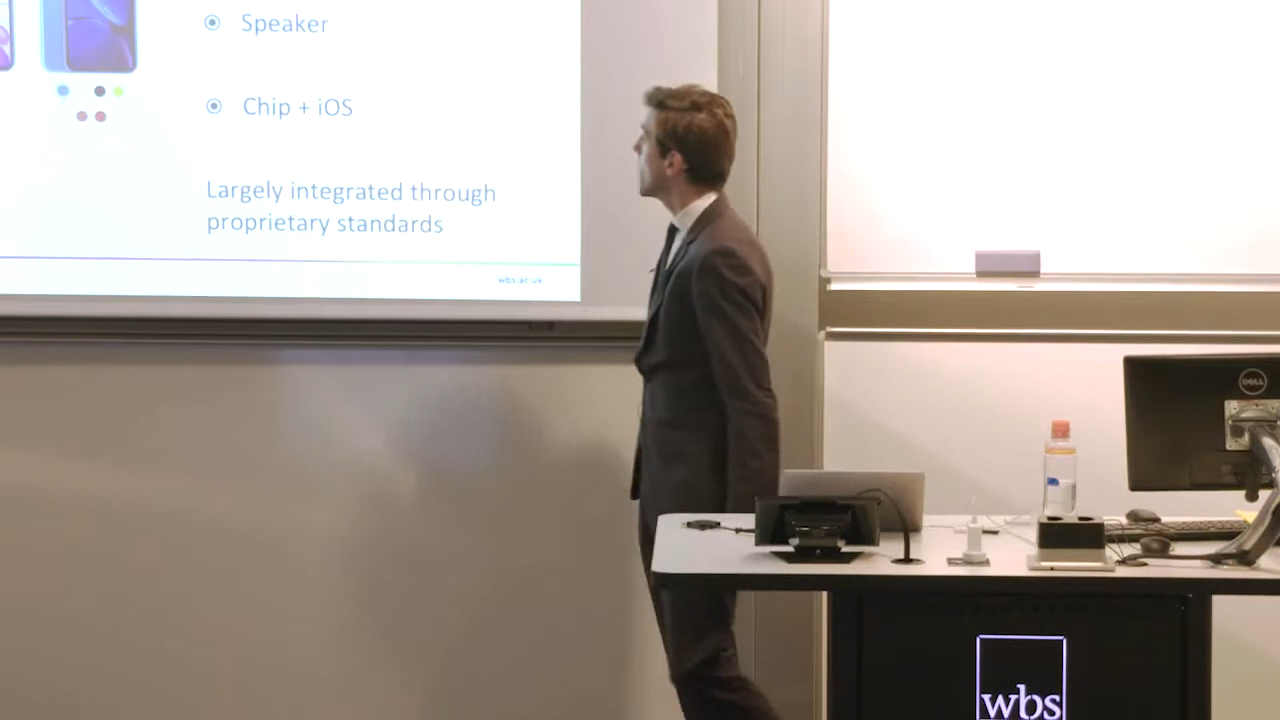 Speaker
Chip + iOS
Largely integrated through
proprietary standards
wbs.ac.uk
DELL
wbs